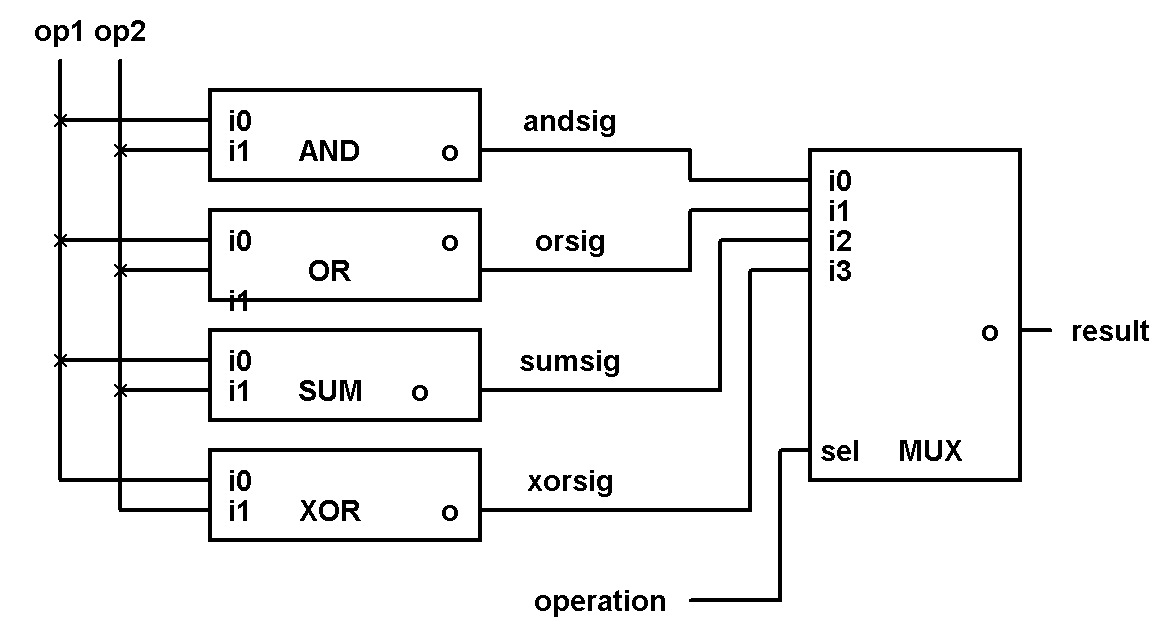 op1 op2
i0
i1 AND o
andsig
i0 o
OR
i1
orsig
i0
i1 SUM o
sumsig
i0
i1 XOR o
xorsig
i0
i1
i2
i3
o
sel MUX
result
operation